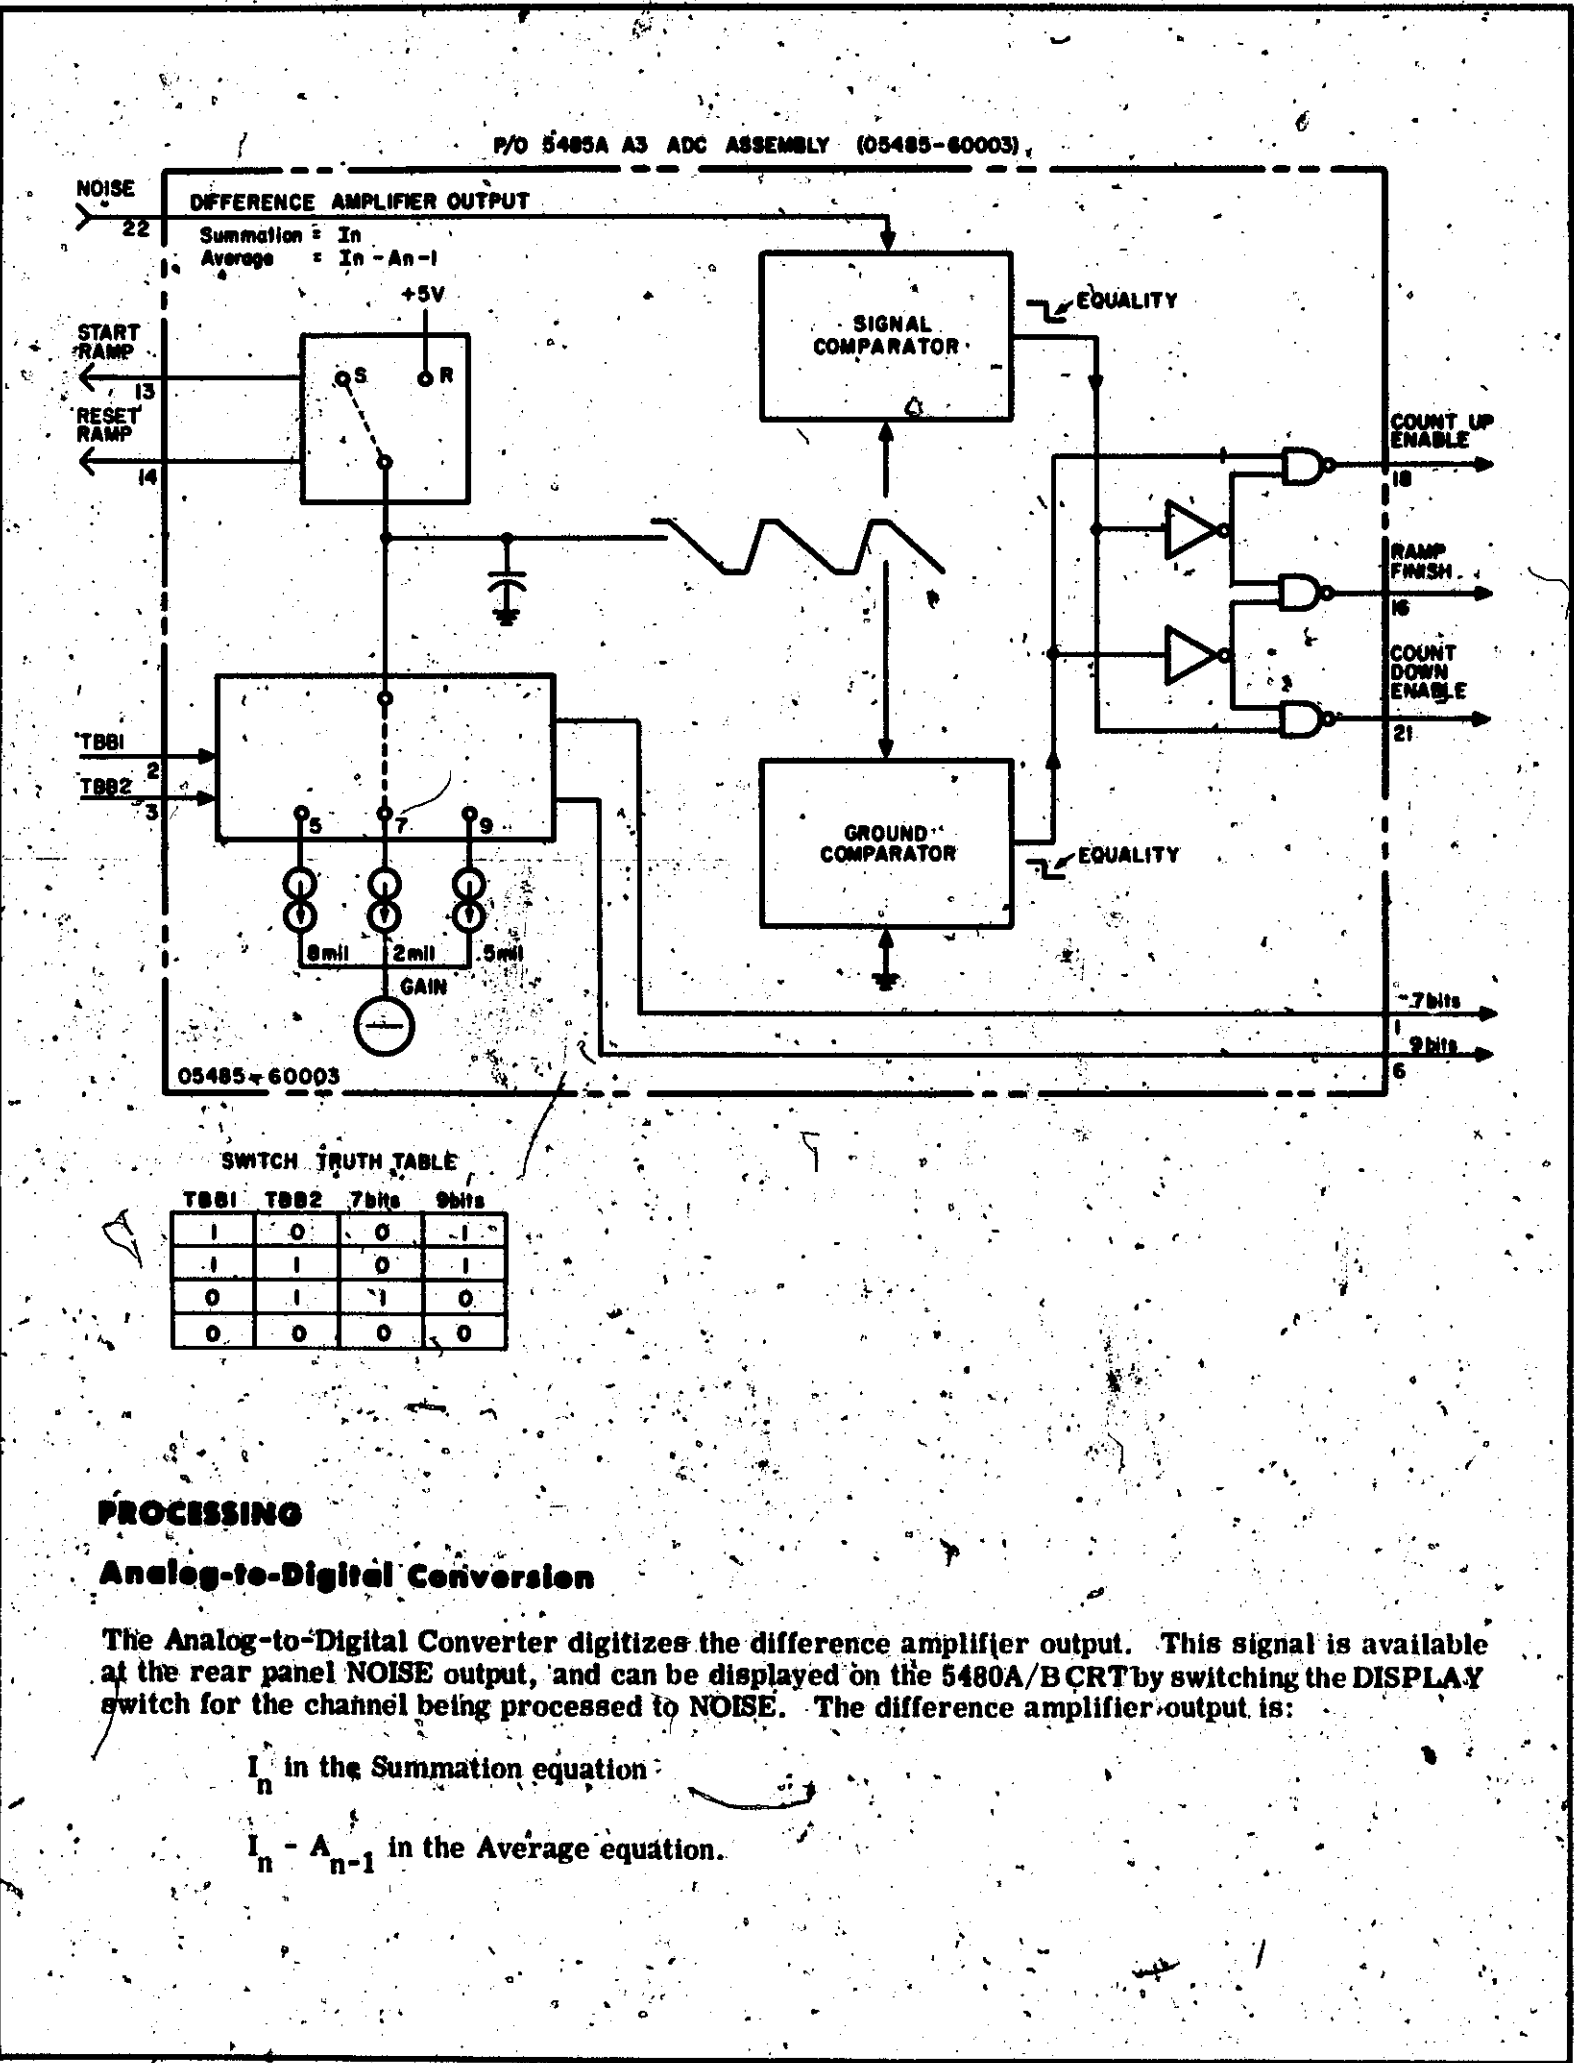 P/O 5485A A3 ADC ASSEMBLY (05485-60003)
NOISE
22
DIFFERENCE AMPLIFIER OUTPUT
Summation = In
Average = In - An-1
+5V
START
RAMP
13
S
R
RESET
RAMP
14
SIGNAL
COMPARATOR
EQUALITY
COUNT UP
ENABLE
18
RAMP
FINISH
16
COUNT
DOWN
ENABLE
21
TBB1
2
TBB2
3
5
7
9
8mil
2mil
.5mil
GAIN
GROUND
COMPARATOR
EQUALITY
7bits
1
9bits
6
05485-60003
SWITCH TRUTH TABLE
TBB1 TBB2 7bits 9bits
1 0 0 1
1 1 0 1
0 1 1 0
0 0 0 0
PROCESSING
Analog-to-Digital Conversion
The Analog-to-Digital Converter digitizes the difference amplifier output. This signal is available
at the rear panel NOISE output, and can be displayed on the 5480A/B CRT by switching the DISPLAY
switch for the channel being processed to NOISE. The difference amplifier output is:
Iₙ in the Summation equation
Iₙ - Aₙ₋₁ in the Average equation.